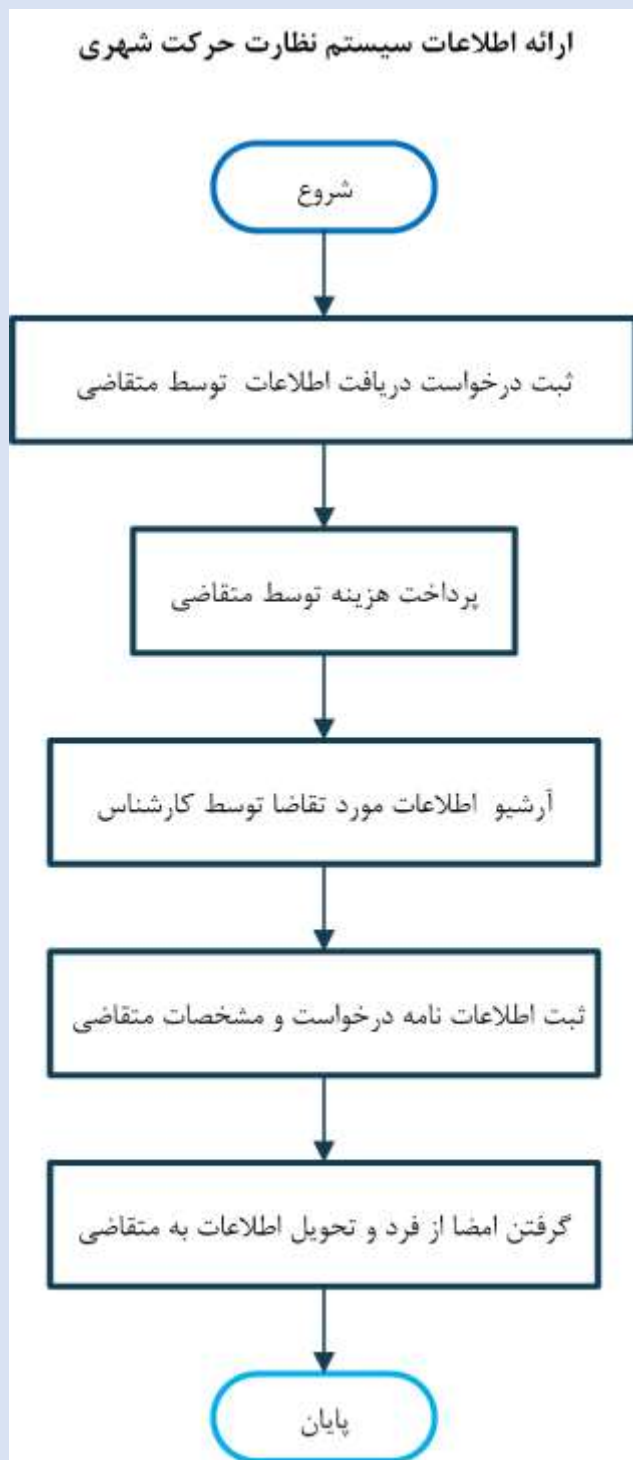 ارائه اطلاعات سیستم نظارت حرکت شهری
شروع
ثبت درخواست دریافت اطلاعات توسط متقاضی
پرداخت هزینه توسط متقاضی
آرشیو اطلاعات مورد تقاضا توسط کارشناس
ثبت اطلاعات نامه درخواست و مشخصات متقاضی
گرفتن امضا از فرد و تحویل اطلاعات به متقاضی
پایان